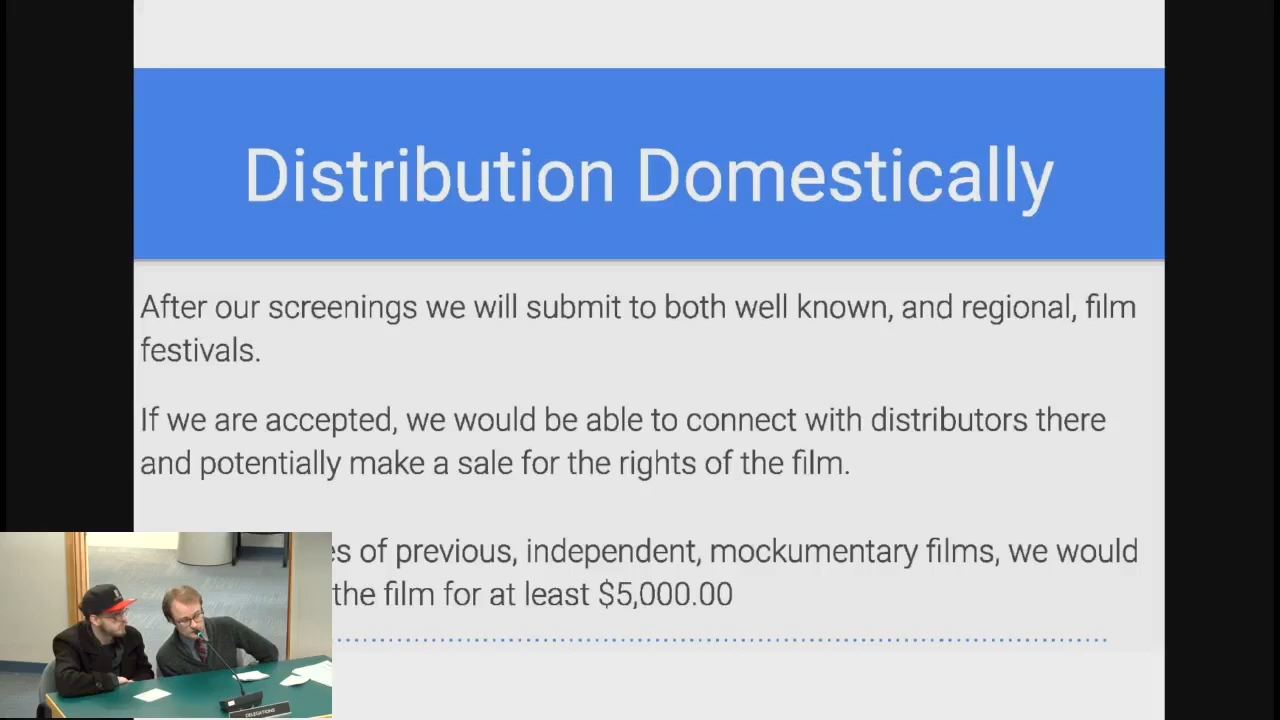 Distribution Domestically
After our screenings we will submit to both well known, and regional, film
festivals.
If we are accepted, we would be able to connect with distributors there
and potentially make a sale for the rights of the film.
of previous, independent, mockumentary films, we would
the film for at least $5,000.00
DELEGATIONS